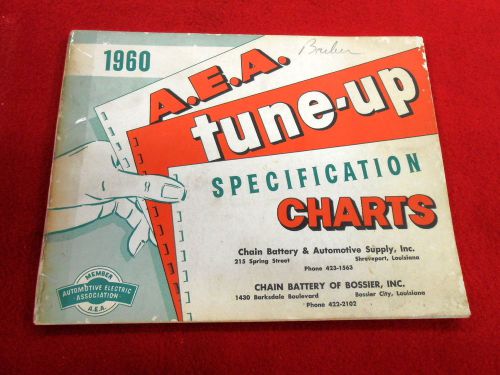 1960
A.E.A.
tune-up
SPECIFICATION
CHARTS
Chain Battery & Automotive Supply, Inc.
215 Spring Street Shreveport, Louisiana
Phone 423-1563
CHAIN BATTERY OF BOSSIER, INC.
1430 Barksdale Boulevard Bossier City, Louisiana
Phone 422-2102
MEMBER
AUTOMOTIVE ELECTRIC
ASSOCIATION
A.E.A.